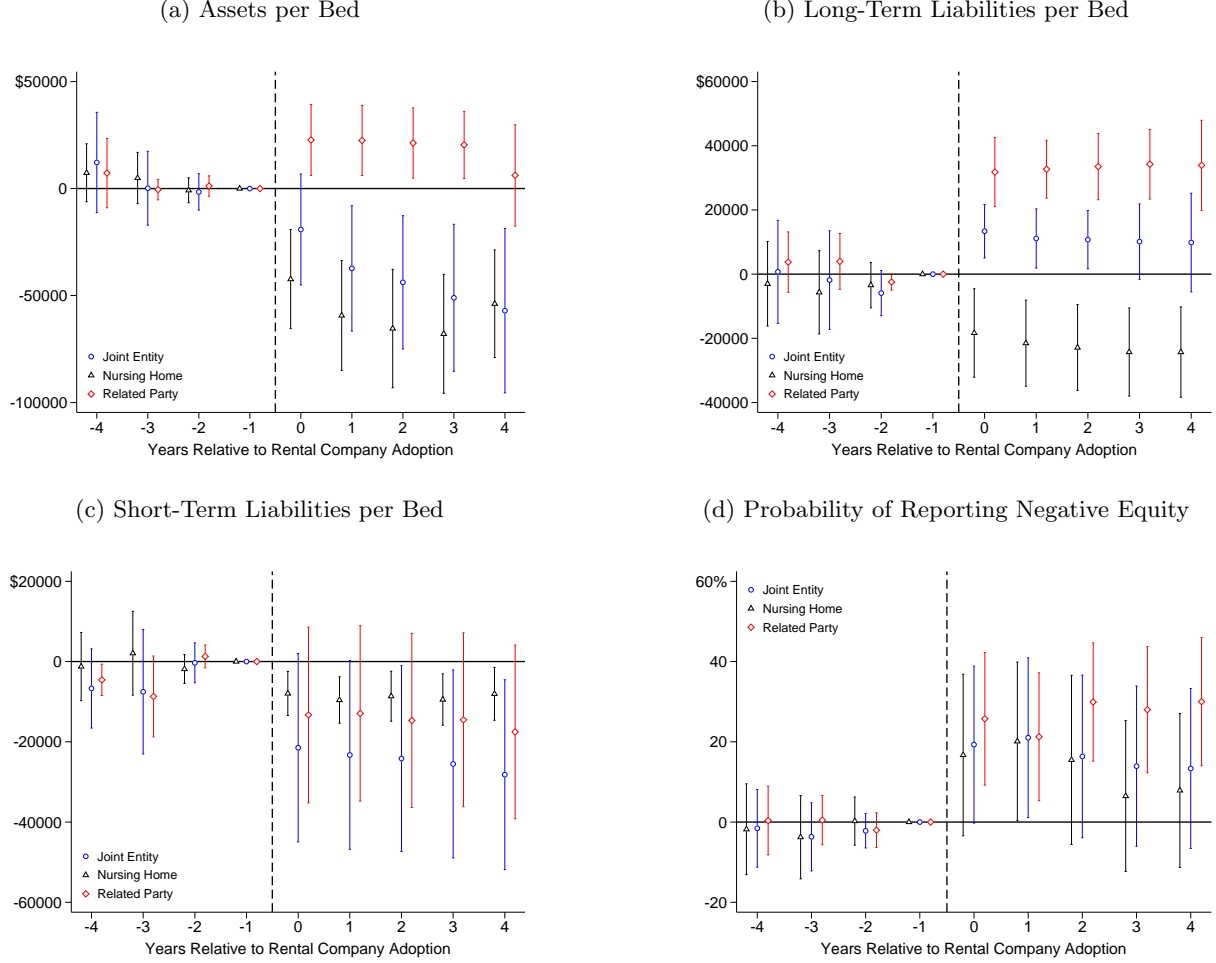 (a) Assets per Bed
$50000
0
-50000
-100000
Joint Entity
Nursing Home
Related Party
-4 -3 -2 -1 0 1 2 3 4
Years Relative to Rental Company Adoption
(b) Long-Term Liabilities per Bed
$60000
40000
20000
0
-20000
-40000
Joint Entity
Nursing Home
Related Party
-4 -3 -2 -1 0 1 2 3 4
Years Relative to Rental Company Adoption
(c) Short-Term Liabilities per Bed
$20000
0
-20000
-40000
-60000
Joint Entity
Nursing Home
Related Party
-4 -3 -2 -1 0 1 2 3 4
Years Relative to Rental Company Adoption
(d) Probability of Reporting Negative Equity
60%
40
20
0
-20
Joint Entity
Nursing Home
Related Party
-4 -3 -2 -1 0 1 2 3 4
Years Relative to Rental Company Adoption